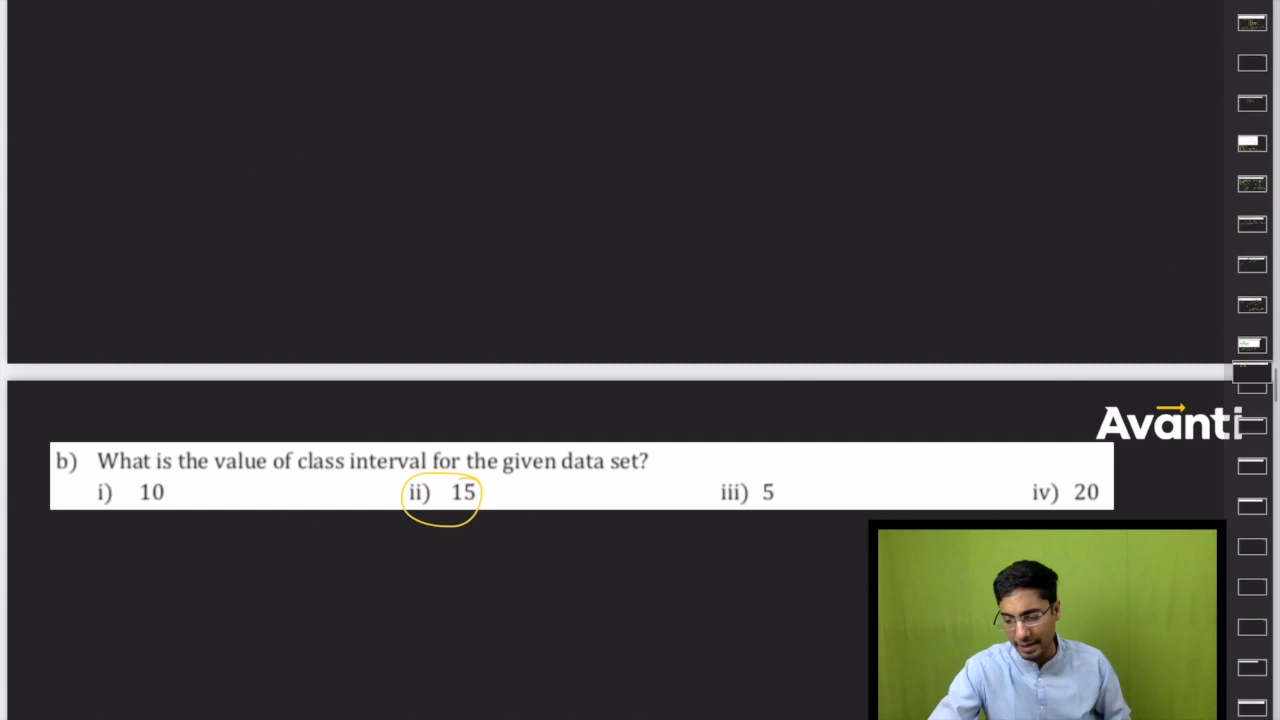 Avanti
b) What is the value of class interval for the given data set?
i) 10 ii) 15 iii) 5 iv) 20